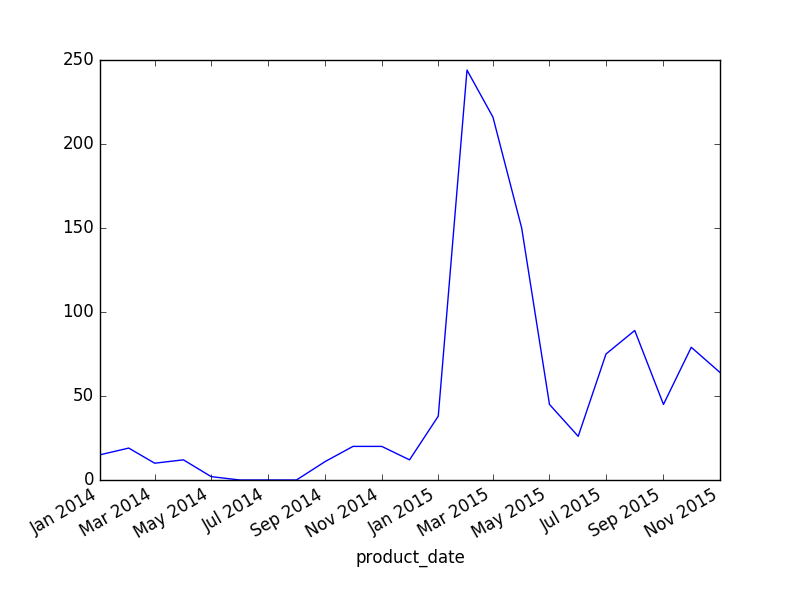 250
200
150
100
50
0
Jan 2014
Mar 2014
May 2014
Jul 2014
Sep 2014
Nov 2014
Jan 2015
Mar 2015
May 2015
Jul 2015
Sep 2015
Nov 2015
product_date